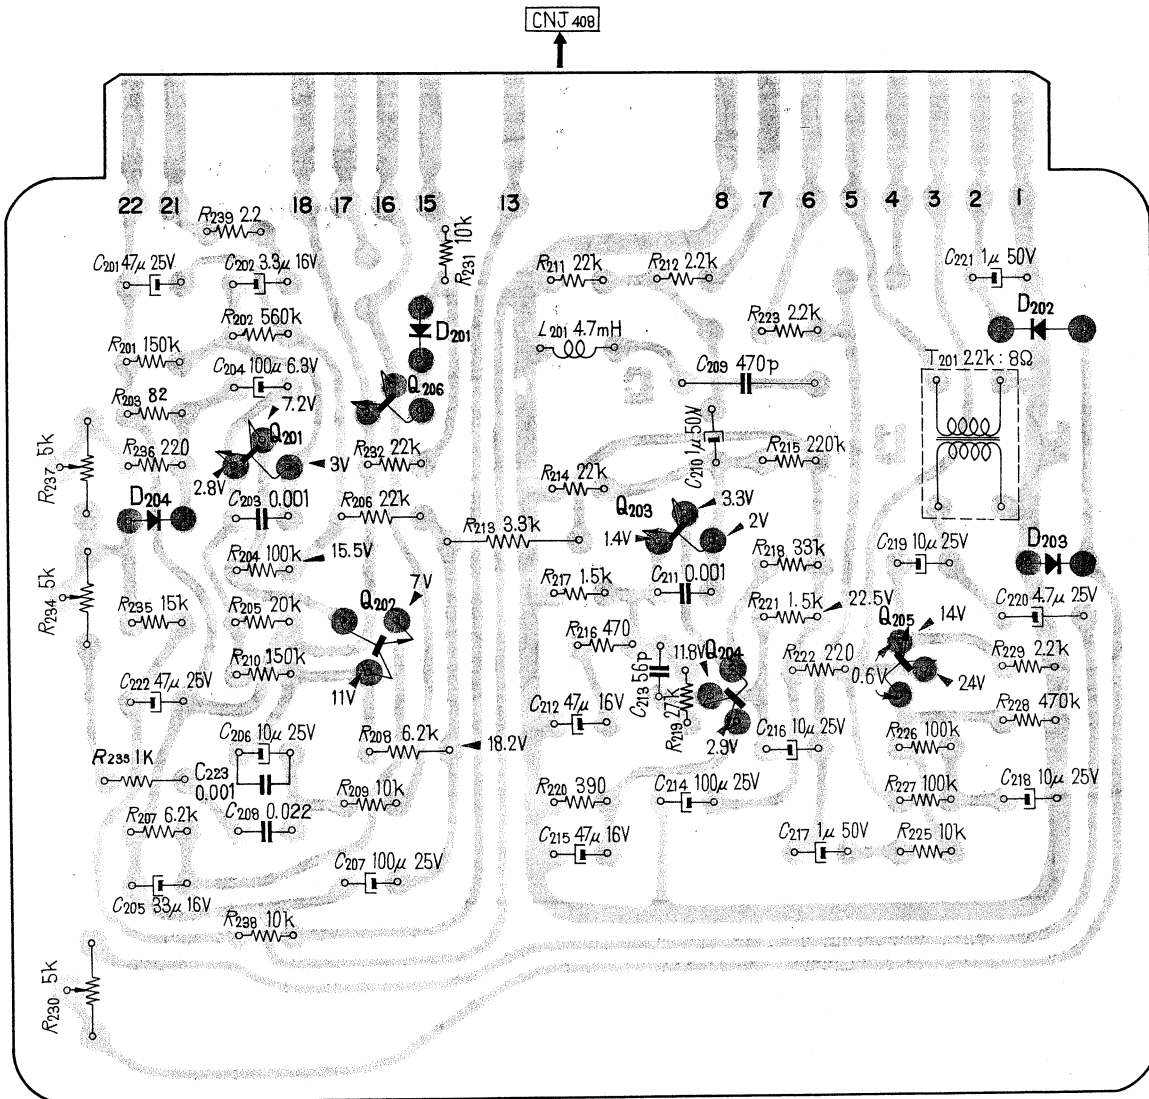 CNJ 408
22 21 18 17 16 15 13 8 7 6 5 4 3 2 1
R239 2.2
R231 10k
C201 47μ 25V
C202 3.3μ 16V
R211 22k
R212 2.2k
C221 1μ 50V
D202
R202 560k
D201
L201 4.7mH
R223 2.2k
R201 150k
C204 100μ 6.3V
C209 470p
T201 2.2k : 8Ω
Q206
R203 82
7.2V
Q201
C210 1μ 50V
R237 5k
R236 220
2.8V
3V
R232 22k
R215 220k
R214 22k
D204
C203 0.001
R206 22k
Q203
3.3V
2V
1.4V
R213 3.3k
R204 100k
15.5V
R218 33k
C219 10μ 25V
D203
R234 5k
R217 1.5k
C211 0.001
R235 15k
R205 20k
Q202
7V
R221 1.5k
22.5V
Q205
14V
C220 4.7μ 25V
R216 470
11.8V
Q204
R210 150k
C213 56p
R222 220
0.6V
24V
R229 2.2k
C222 47μ 25V
11V
C212 47μ 16V
R219 27k
2.9V
R228 470k
C206 10μ 25V
R208 6.2k
18.2V
C216 10μ 25V
R226 100k
1K
C223
0.001
R209 10k
R220 390
C214 100μ 25V
R227 100k
C218 10μ 25V
R207 6.2k
C208 0.022
C215 47μ 16V
C217 1μ 50V
R225 10k
C207 100μ 25V
C205 33μ 16V
R238 10k
R230 5k